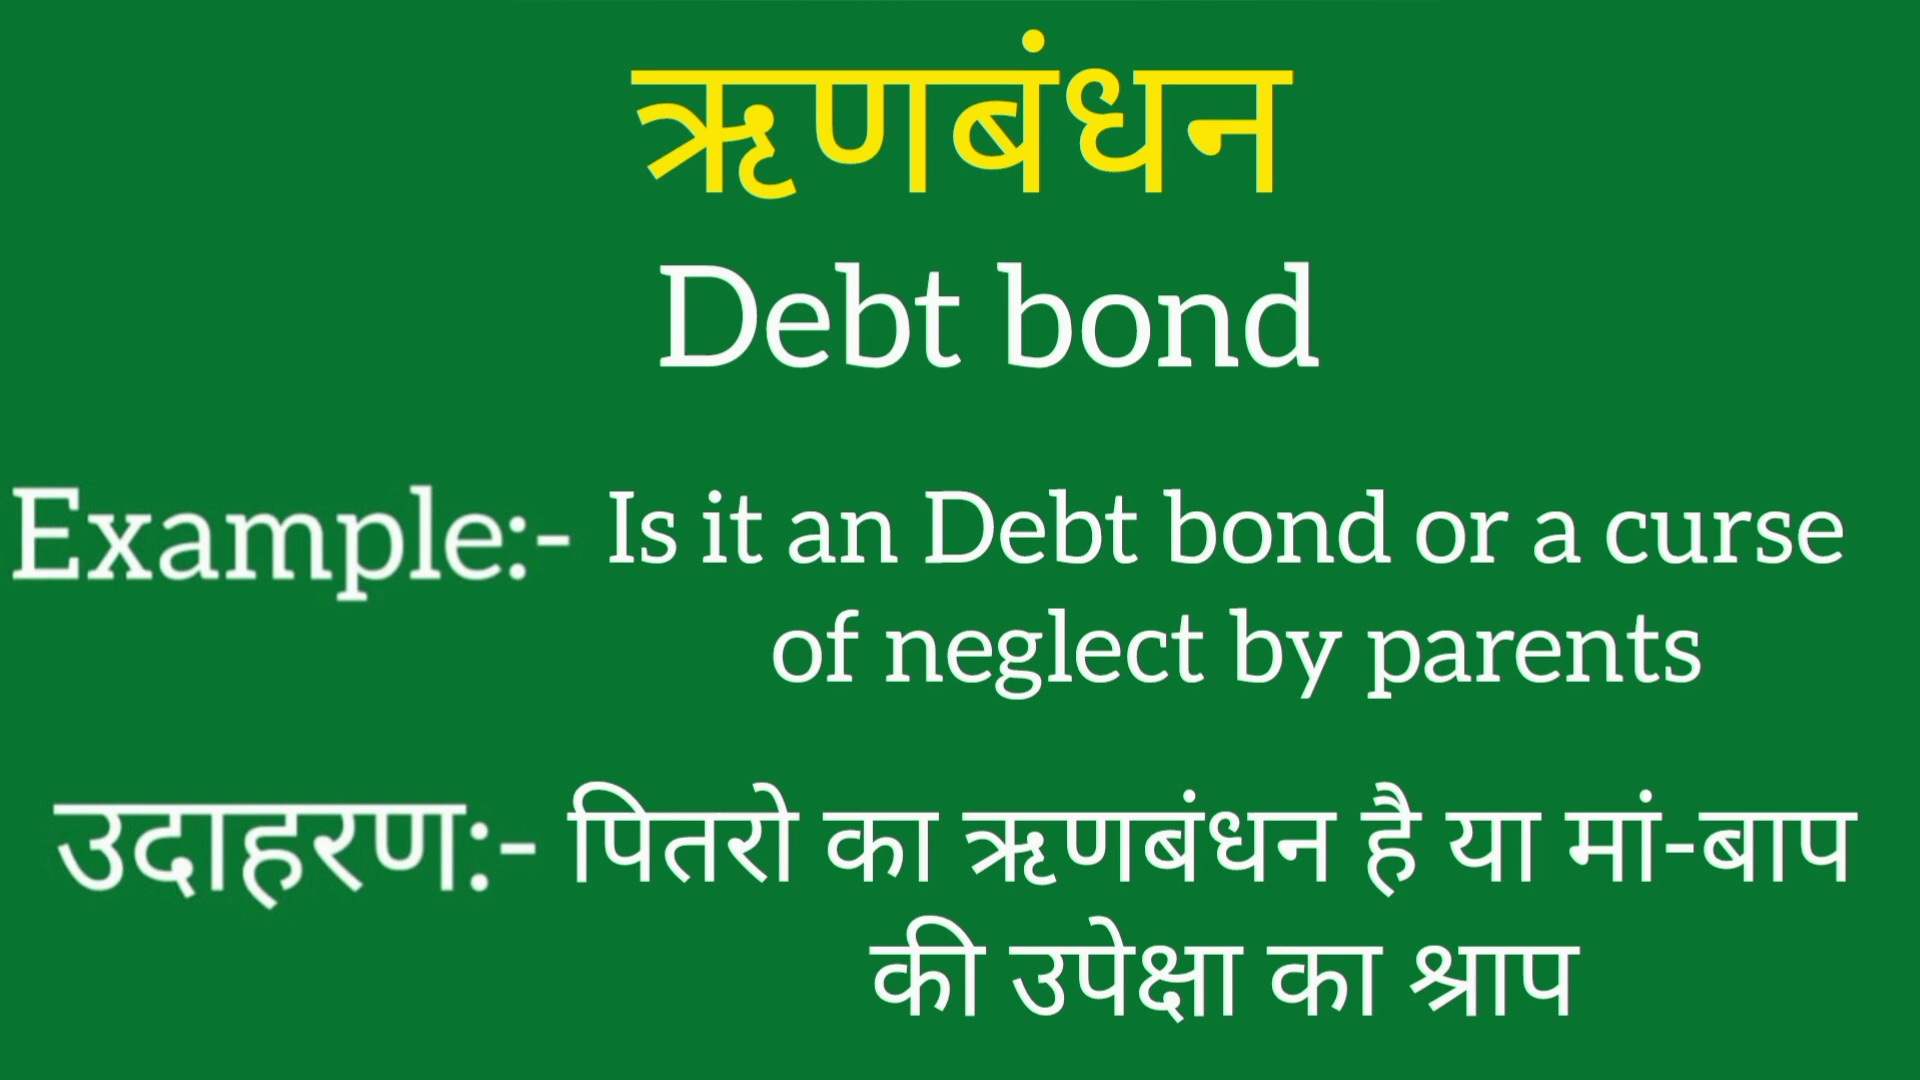 ऋणबंधन
Debt bond
Example:- Is it an Debt bond or a curse
of neglect by parents
उदाहरण:- पितरो का ऋणबंधन है या मां-बाप
की उपेक्षा का श्राप